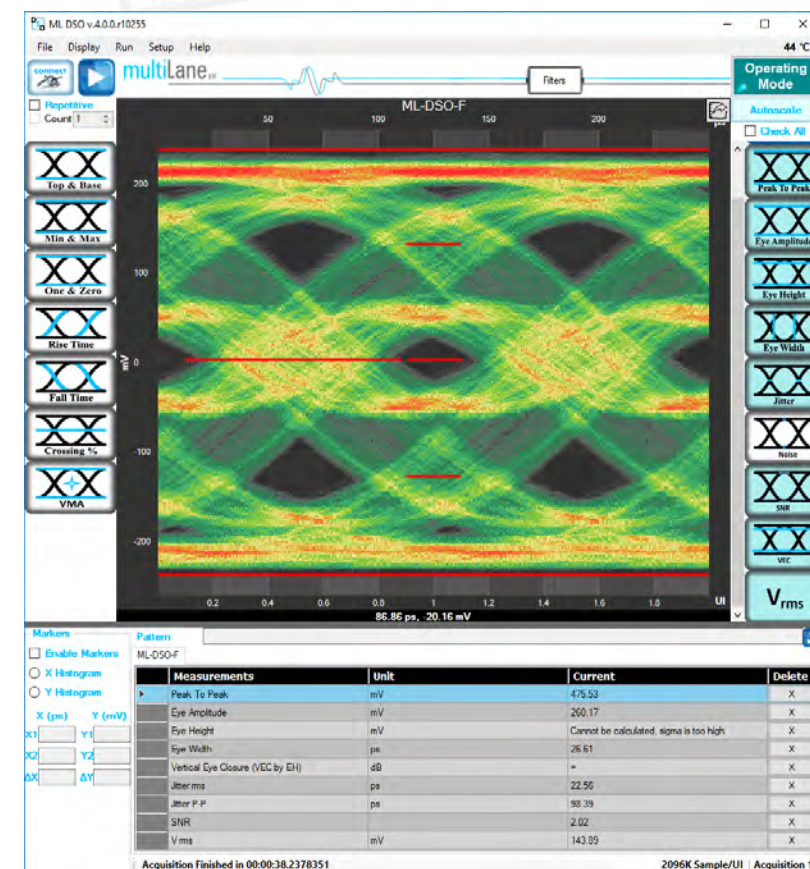 ML DSO v.4.0.0.r10255
File Display Run Setup Help
44 °C
connect
multiLane
Filters
Operating Mode
Repetitive
Count 1
ML-DSO-F
Autoscale
Check All
50 100 150 200
Top & Base
Min & Max
One & Zero
Rise Time
Fall Time
Crossing %
VMA
mV
200
100
0
-100
-200
Peak To Peak
Eye Amplitude
Eye Height
Eye Width
Jitter
Noise
SNR
VEC
Vrms
0.2 0.4 0.6 0.8 1 1.2 1.4 1.6 1.8 UI
86.86 ps, -20.16 mV
Markers
Enable Markers
X Histogram
Y Histogram
X (ps) Y (mV)
X1 Y1
X2 Y2
ΔX ΔY
Pattern
ML-DSO-F
Measurements Unit Current Delete
Peak To Peak mV 475.53 X
Eye Amplitude mV 260.17 X
Eye Height mV Cannot be calculated, sigma is too high X
Eye Width ps 26.61 X
Vertical Eye Closure (VEC by EH) dB - X
Jitter rms ps 22.56 X
Jitter P-P ps 98.39 X
SNR 2.02 X
V rms mV 143.89 X
Acquisition Finished in 00:00:38.2378351
2096K Sample/UI Acquisition 1